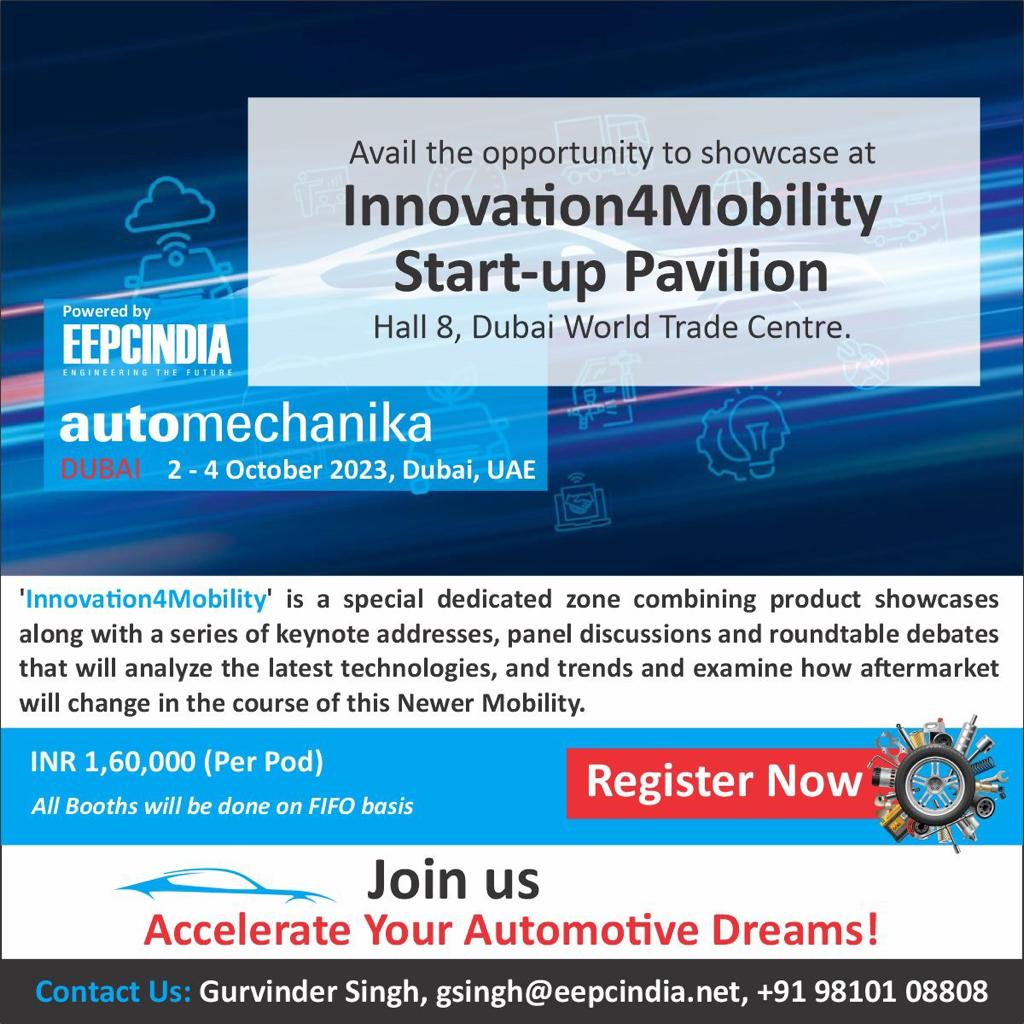 Avail the opportunity to showcase at
Innovation4Mobility
Start-up Pavilion
Hall 8, Dubai World Trade Centre.
Powered by
EEPCINDIA
ENGINEERING THE FUTURE
automechanika
DUBAI 2 - 4 October 2023, Dubai, UAE
'Innovation4Mobility' is a special dedicated zone combining product showcases
along with a series of keynote addresses, panel discussions and roundtable debates
that will analyze the latest technologies, and trends and examine how aftermarket
will change in the course of this Newer Mobility.
INR 1,60,000 (Per Pod)
All Booths will be done on FIFO basis
Register Now
Join us
Accelerate Your Automotive Dreams!
Contact Us: Gurvinder Singh, gsingh@eepcindia.net, +91 98101 08808